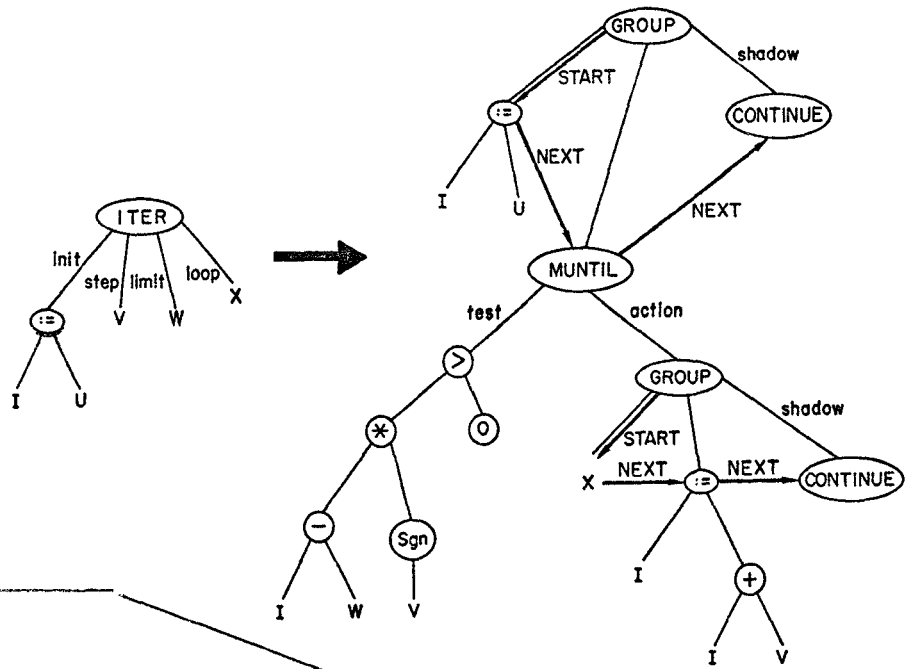 GROUP
shadow
START
:=
CONTINUE
NEXT
I
U
NEXT
ITER
init
step
limit
loop
MUNTIL
X
V
W
:=
test
action
I
U
>
GROUP
shadow
*
O
START
X
NEXT
:=
NEXT
CONTINUE
-
Sgn
I
+
I
W
V
I
V